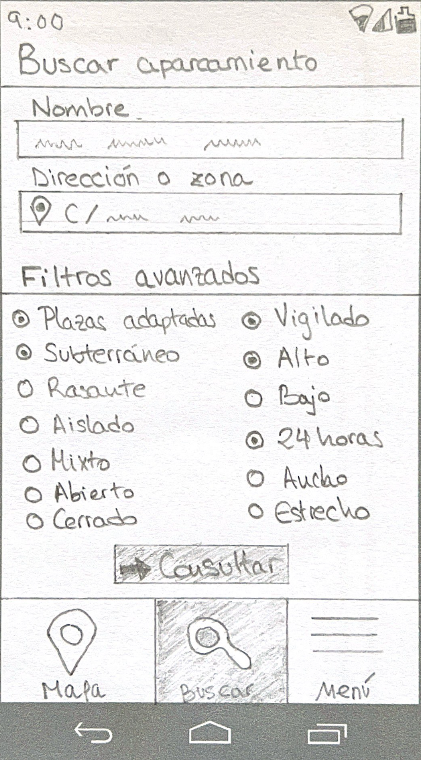 9:00
Buscar aparcamiento
Nombre
Dirección o zona
C/
Filtros avanzados
Plazas adaptadas
Subterráneo
Rasante
Aislado
Mixto
Abierto
Cerrado
Vigilado
Alto
Bajo
24 horas
Ancho
Estrecho
Consultar
Mapa
Buscar
Menú